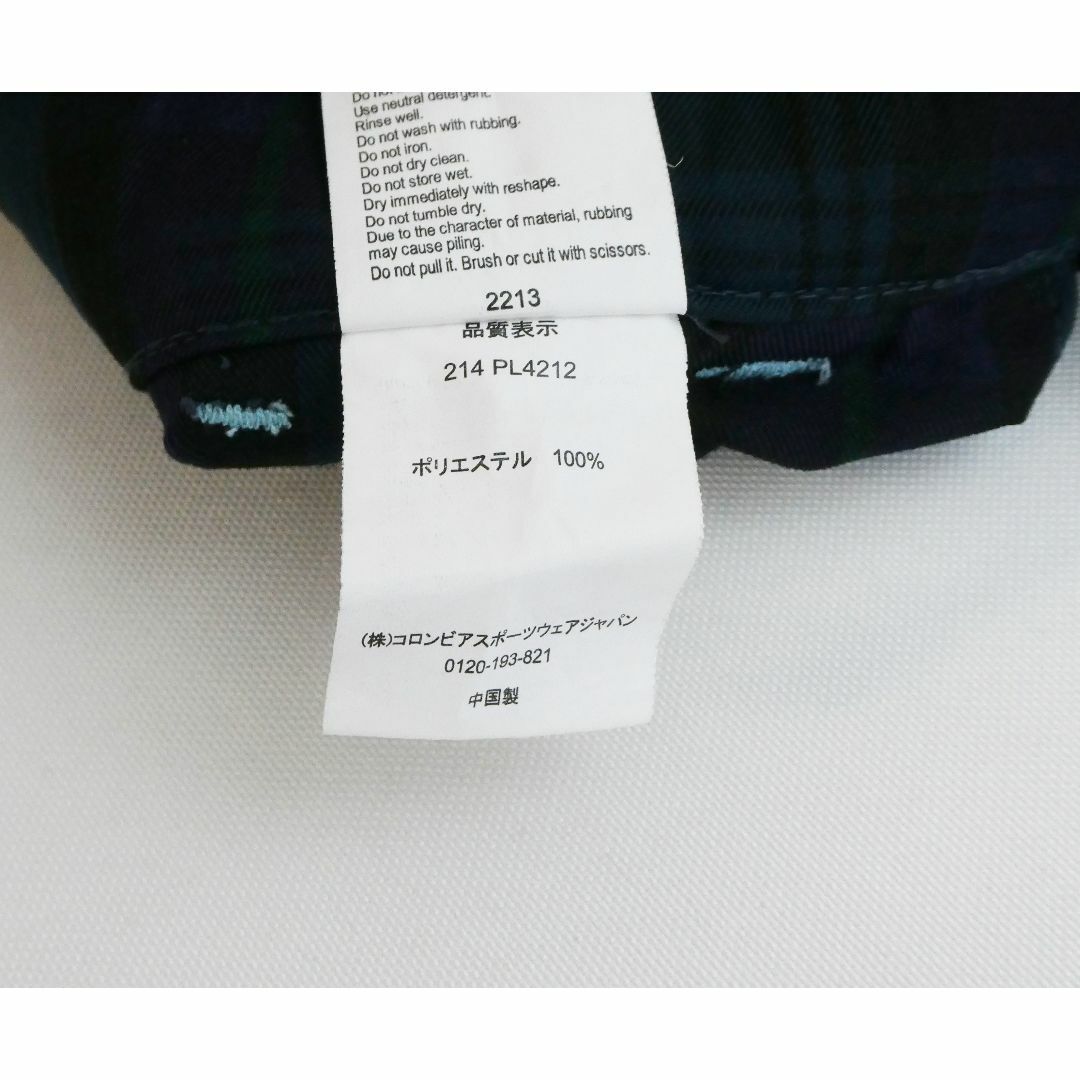 Use neutral detergent.
Rinse well.
Do not wash with rubbing.
Do not iron.
Do not dry clean.
Do not store wet.
Dry immediately with reshape.
Do not tumble dry.
Due to the character of material, rubbing
may cause piling.
Do not pull it. Brush or cut it with scissors.
2213
品質表示
214 PL4212
ポリエステル 100%
(株)コロンビアスポーツウェアジャパン
0120-193-821
中国製